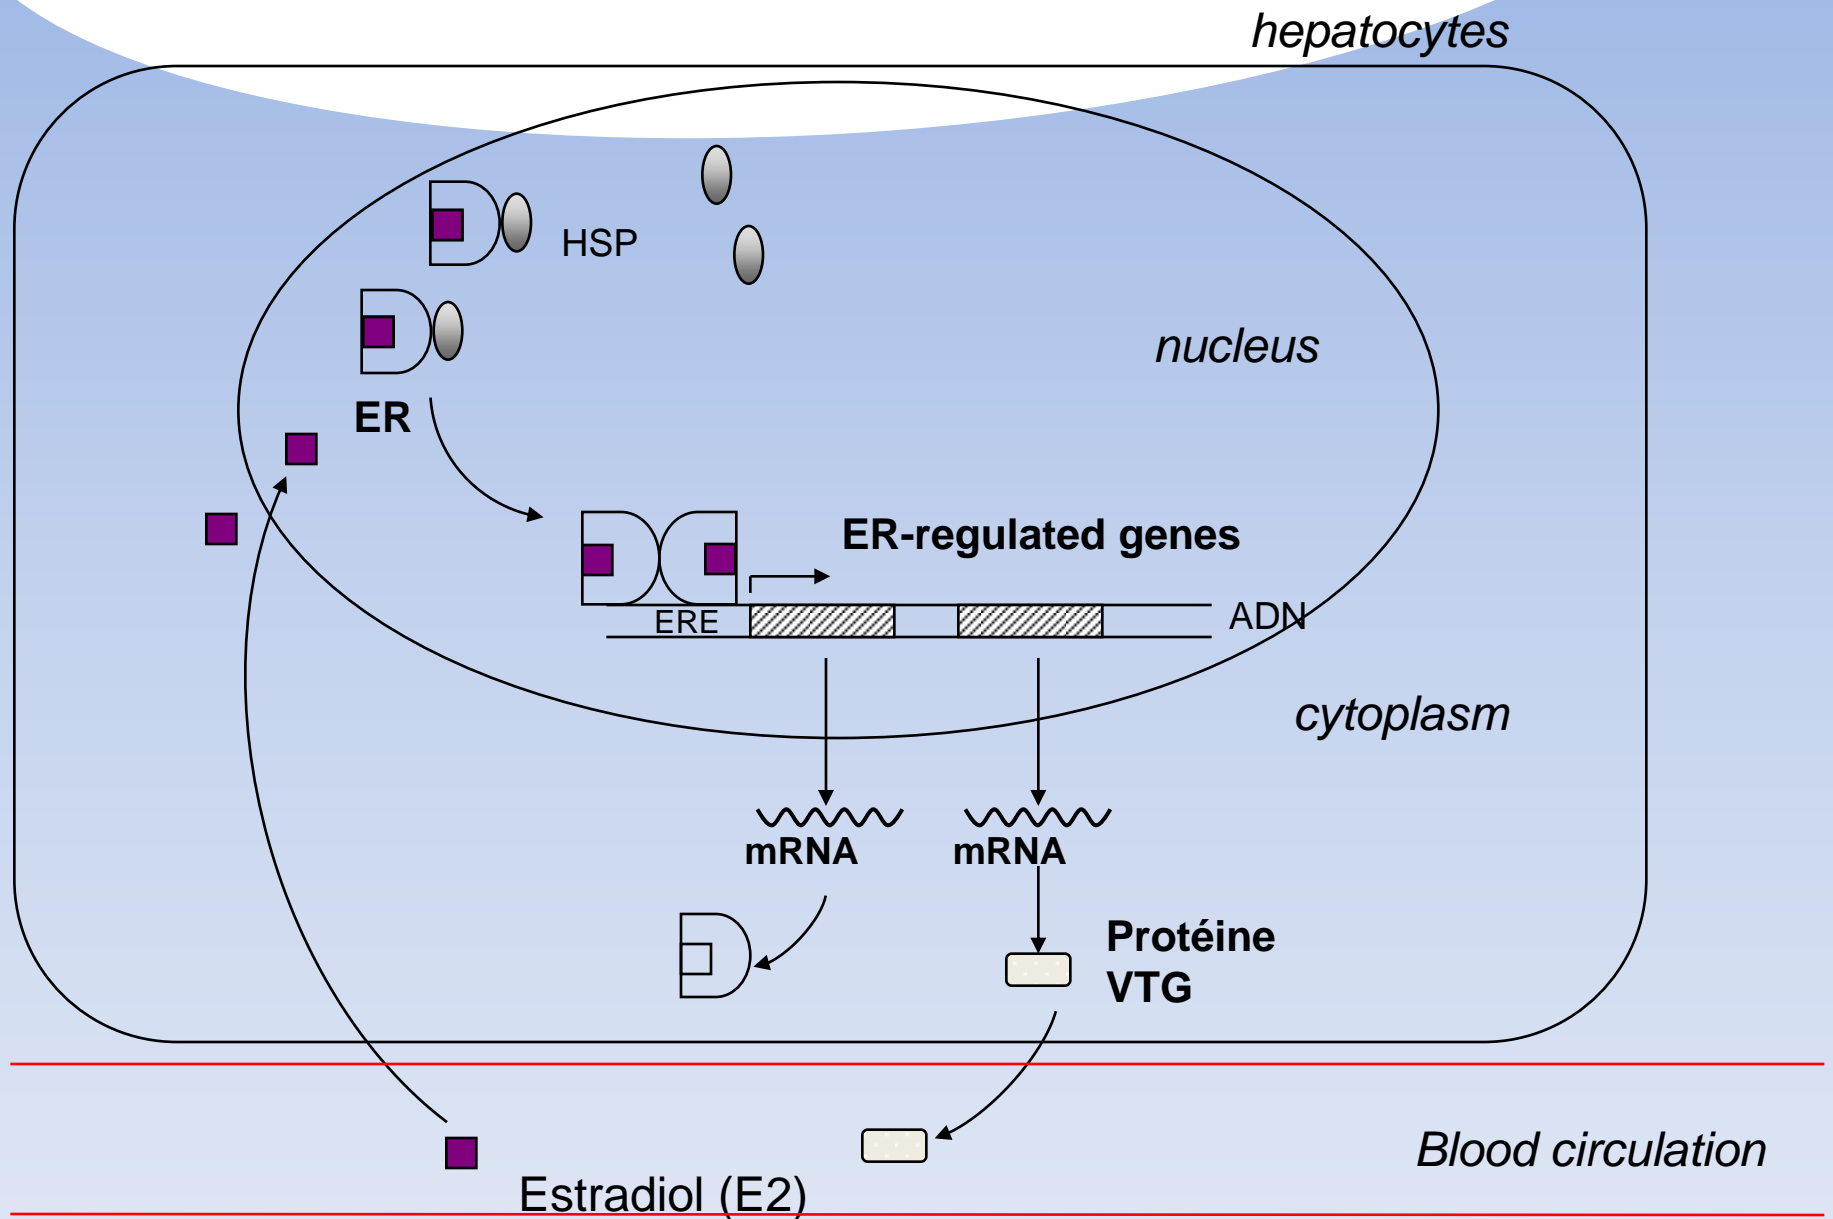 hepatocytes
HSP
nucleus
ER
ER-regulated genes
ERE
ADN
cytoplasm
mRNA
mRNA
Protéine
VTG
Blood circulation
Estradiol (E2)